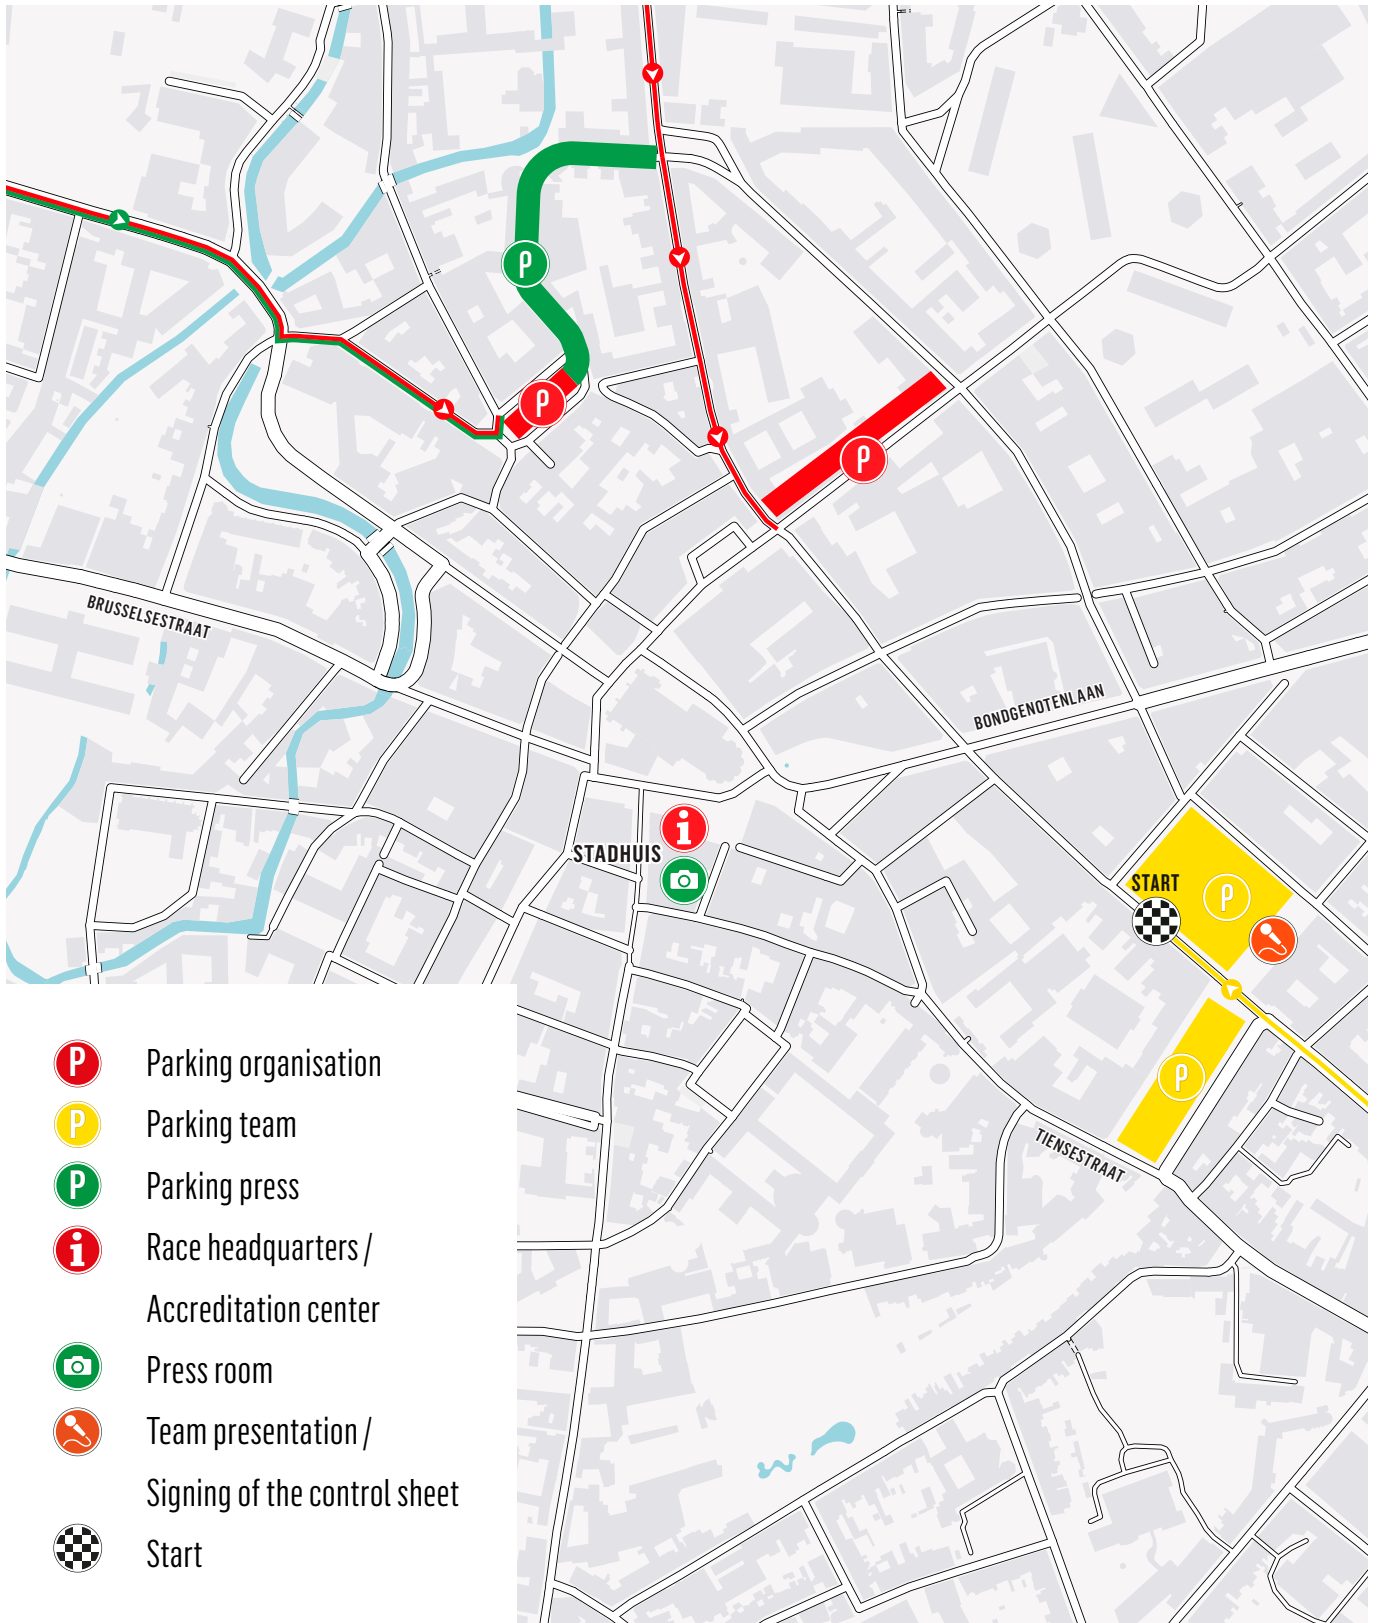 P
P
P
BRUSSELSESTRAAT
BONDGENOTENLAAN
i
STADHUIS
START
P
P
TIENSESTRAAT
P Parking organisation
P Parking team
P Parking press
i Race headquarters /
Accreditation center
Press room
Team presentation /
Signing of the control sheet
Start